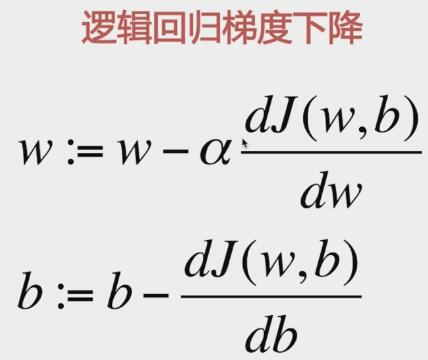 逻辑回归梯度下降
w := w − α dJ(w, b) / dw
b := b − dJ(w, b) / db